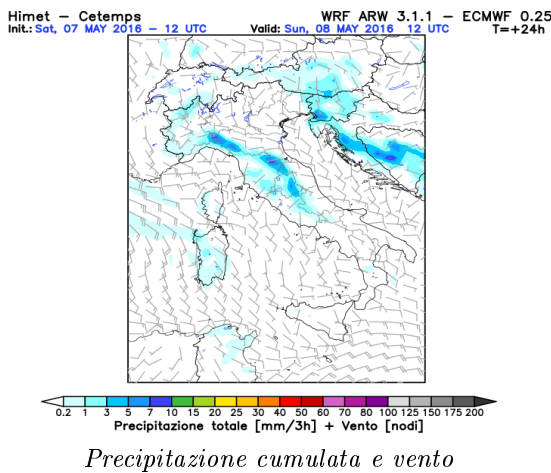 Himet – Cetemps WRF ARW 3.1.1 – ECMWF 0.25
Init.: Sat, 07 MAY 2016 – 12 UTC Valid: Sun, 08 MAY 2016 12 UTC T=+24h
0.2 1 3 5 7 10 15 20 25 30 40 50 60 70 80 100 125 150 175 200
Precipitazione totale [mm/3h] + Vento [nodi]
Precipitazione cumulata e vento